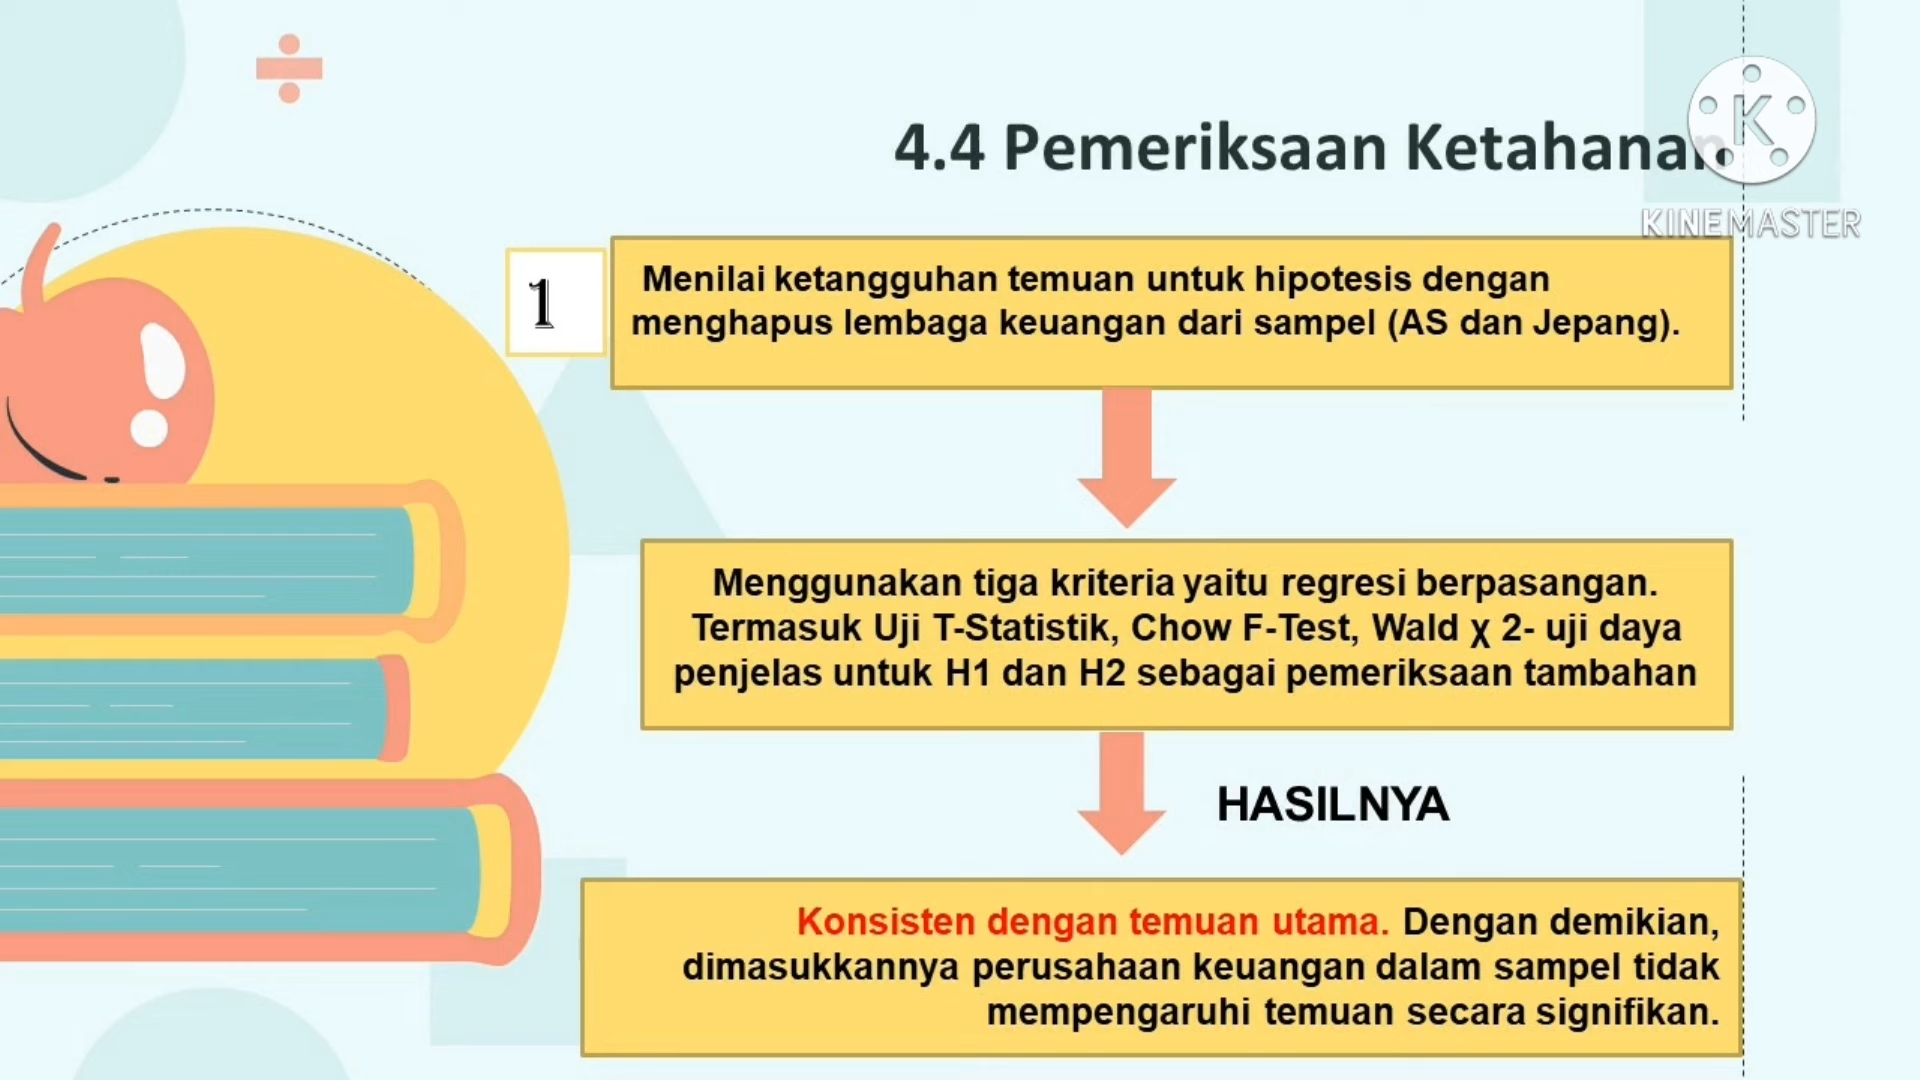 4.4 Pemeriksaan Ketahanan
K
KINEMASTER
1
Menilai ketangguhan temuan untuk hipotesis dengan
menghapus lembaga keuangan dari sampel (AS dan Jepang).
Menggunakan tiga kriteria yaitu regresi berpasangan.
Termasuk Uji T-Statistik, Chow F-Test, Wald χ 2- uji daya
penjelas untuk H1 dan H2 sebagai pemeriksaan tambahan
HASILNYA
Konsisten dengan temuan utama. Dengan demikian,
dimasukkannya perusahaan keuangan dalam sampel tidak
mempengaruhi temuan secara signifikan.